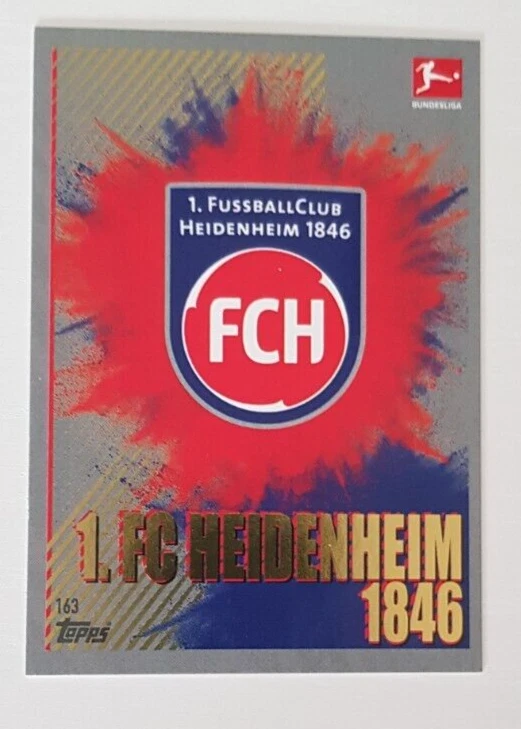 BUNDESLIGA
1. FUSSBALLCLUB
HEIDENHEIM 1846
FCH
1. FC HEIDENHEIM
1846
163
Topps